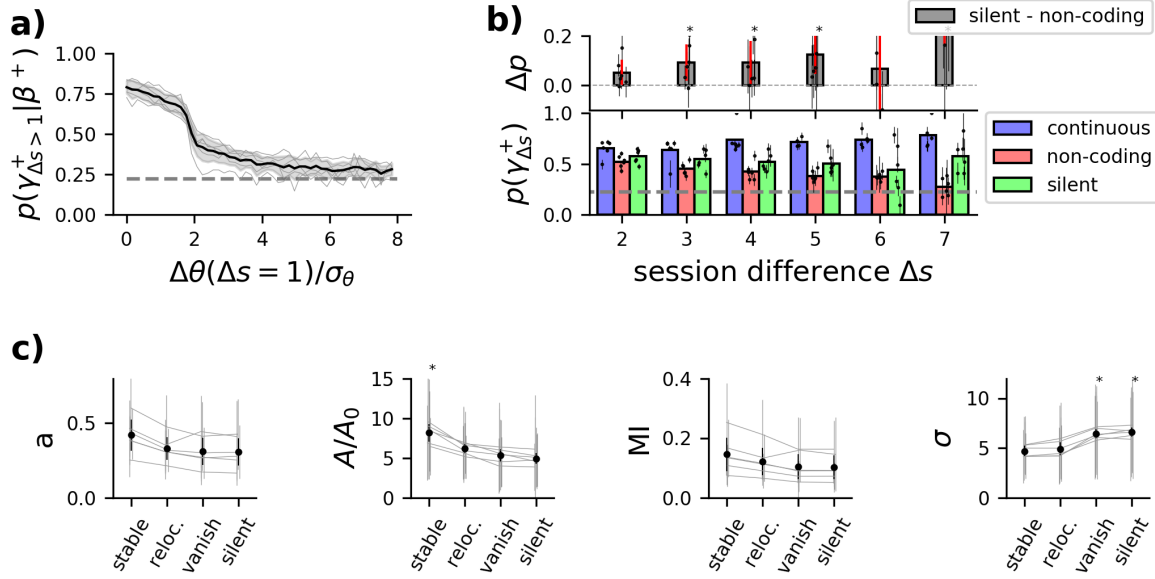 a)
1.00
0.75
0.50
0.25
0.00
p(γ⁺_{Δs>1}|β⁺)
0 2 4 6 8
Δθ(Δs = 1)/σ_θ
b)
silent - non-coding
* * * * *
0.2
0.0
Δp
1.0
0.5
0.0
p(γ⁺_{Δs})
continuous
non-coding
silent
2 3 4 5 6 7
session difference Δs
c)
0.5
0.0
a
stable reloc. vanish silent
*
15
10
5
0
A/A₀
stable reloc. vanish silent
0.4
0.2
0.0
MI
stable reloc. vanish silent
* *
10
5
0
σ
stable reloc. vanish silent